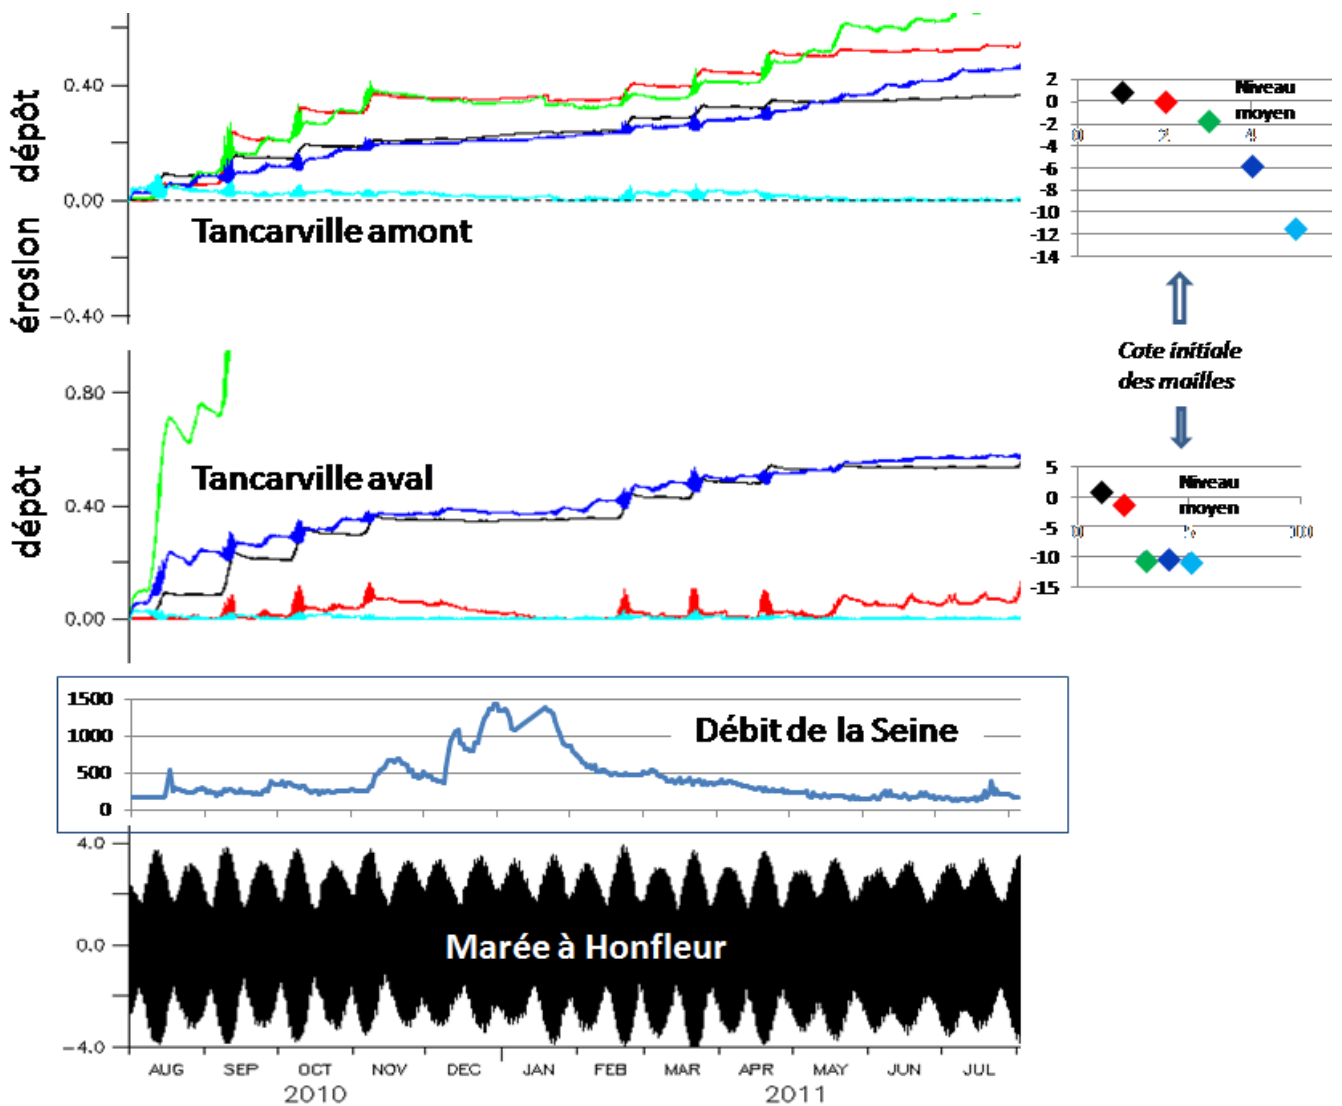 dépôt
érosion
0.40
0.00
-0.40
Tancarville amont
2
0
-2
-4
-6
-8
-10
-12
-14
Niveau
moyen
Cote initiale
des mailles
dépôt
0.80
0.40
0.00
Tancarville aval
5
0
-5
-10
-15
Niveau
moyen
1500
1000
500
0
Débit de la Seine
4.0
0.0
-4.0
Marée à Honfleur
AUG SEP OCT NOV DEC JAN FEB MAR APR MAY JUN JUL
2010 2011